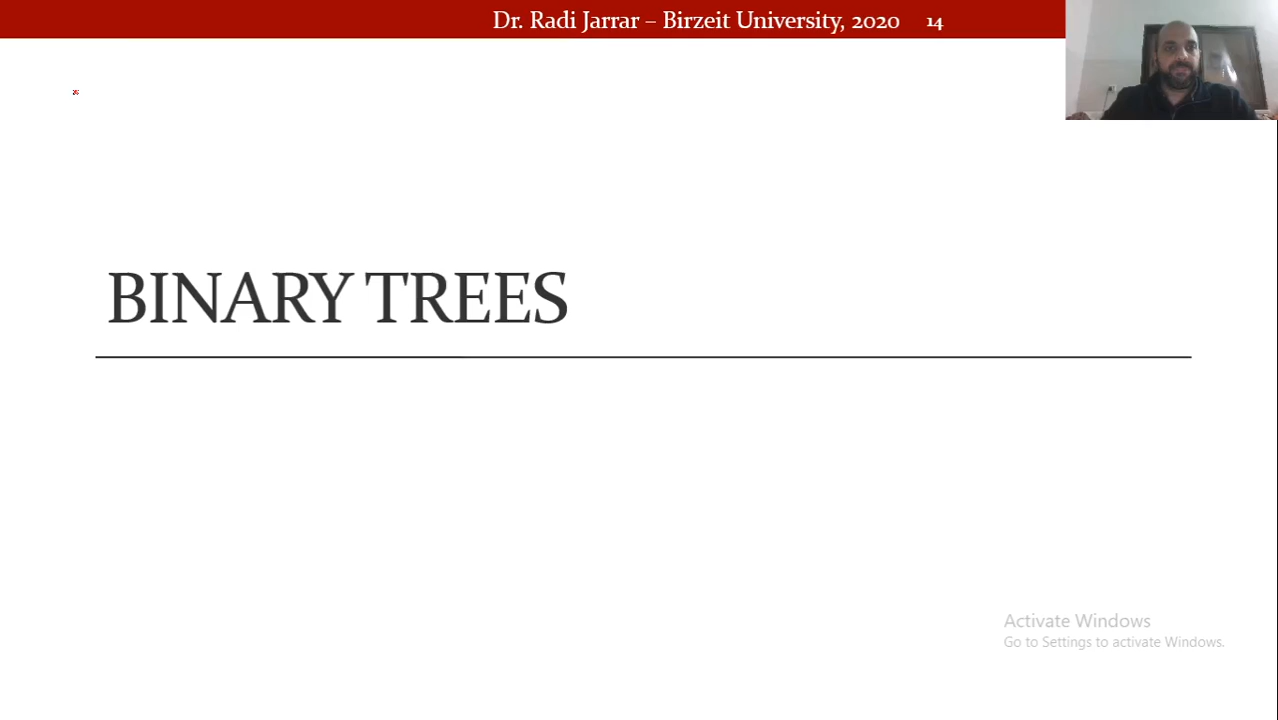 Dr. Radi Jarrar – Birzeit University, 2020 14
BINARY TREES
Activate Windows
Go to Settings to activate Windows.